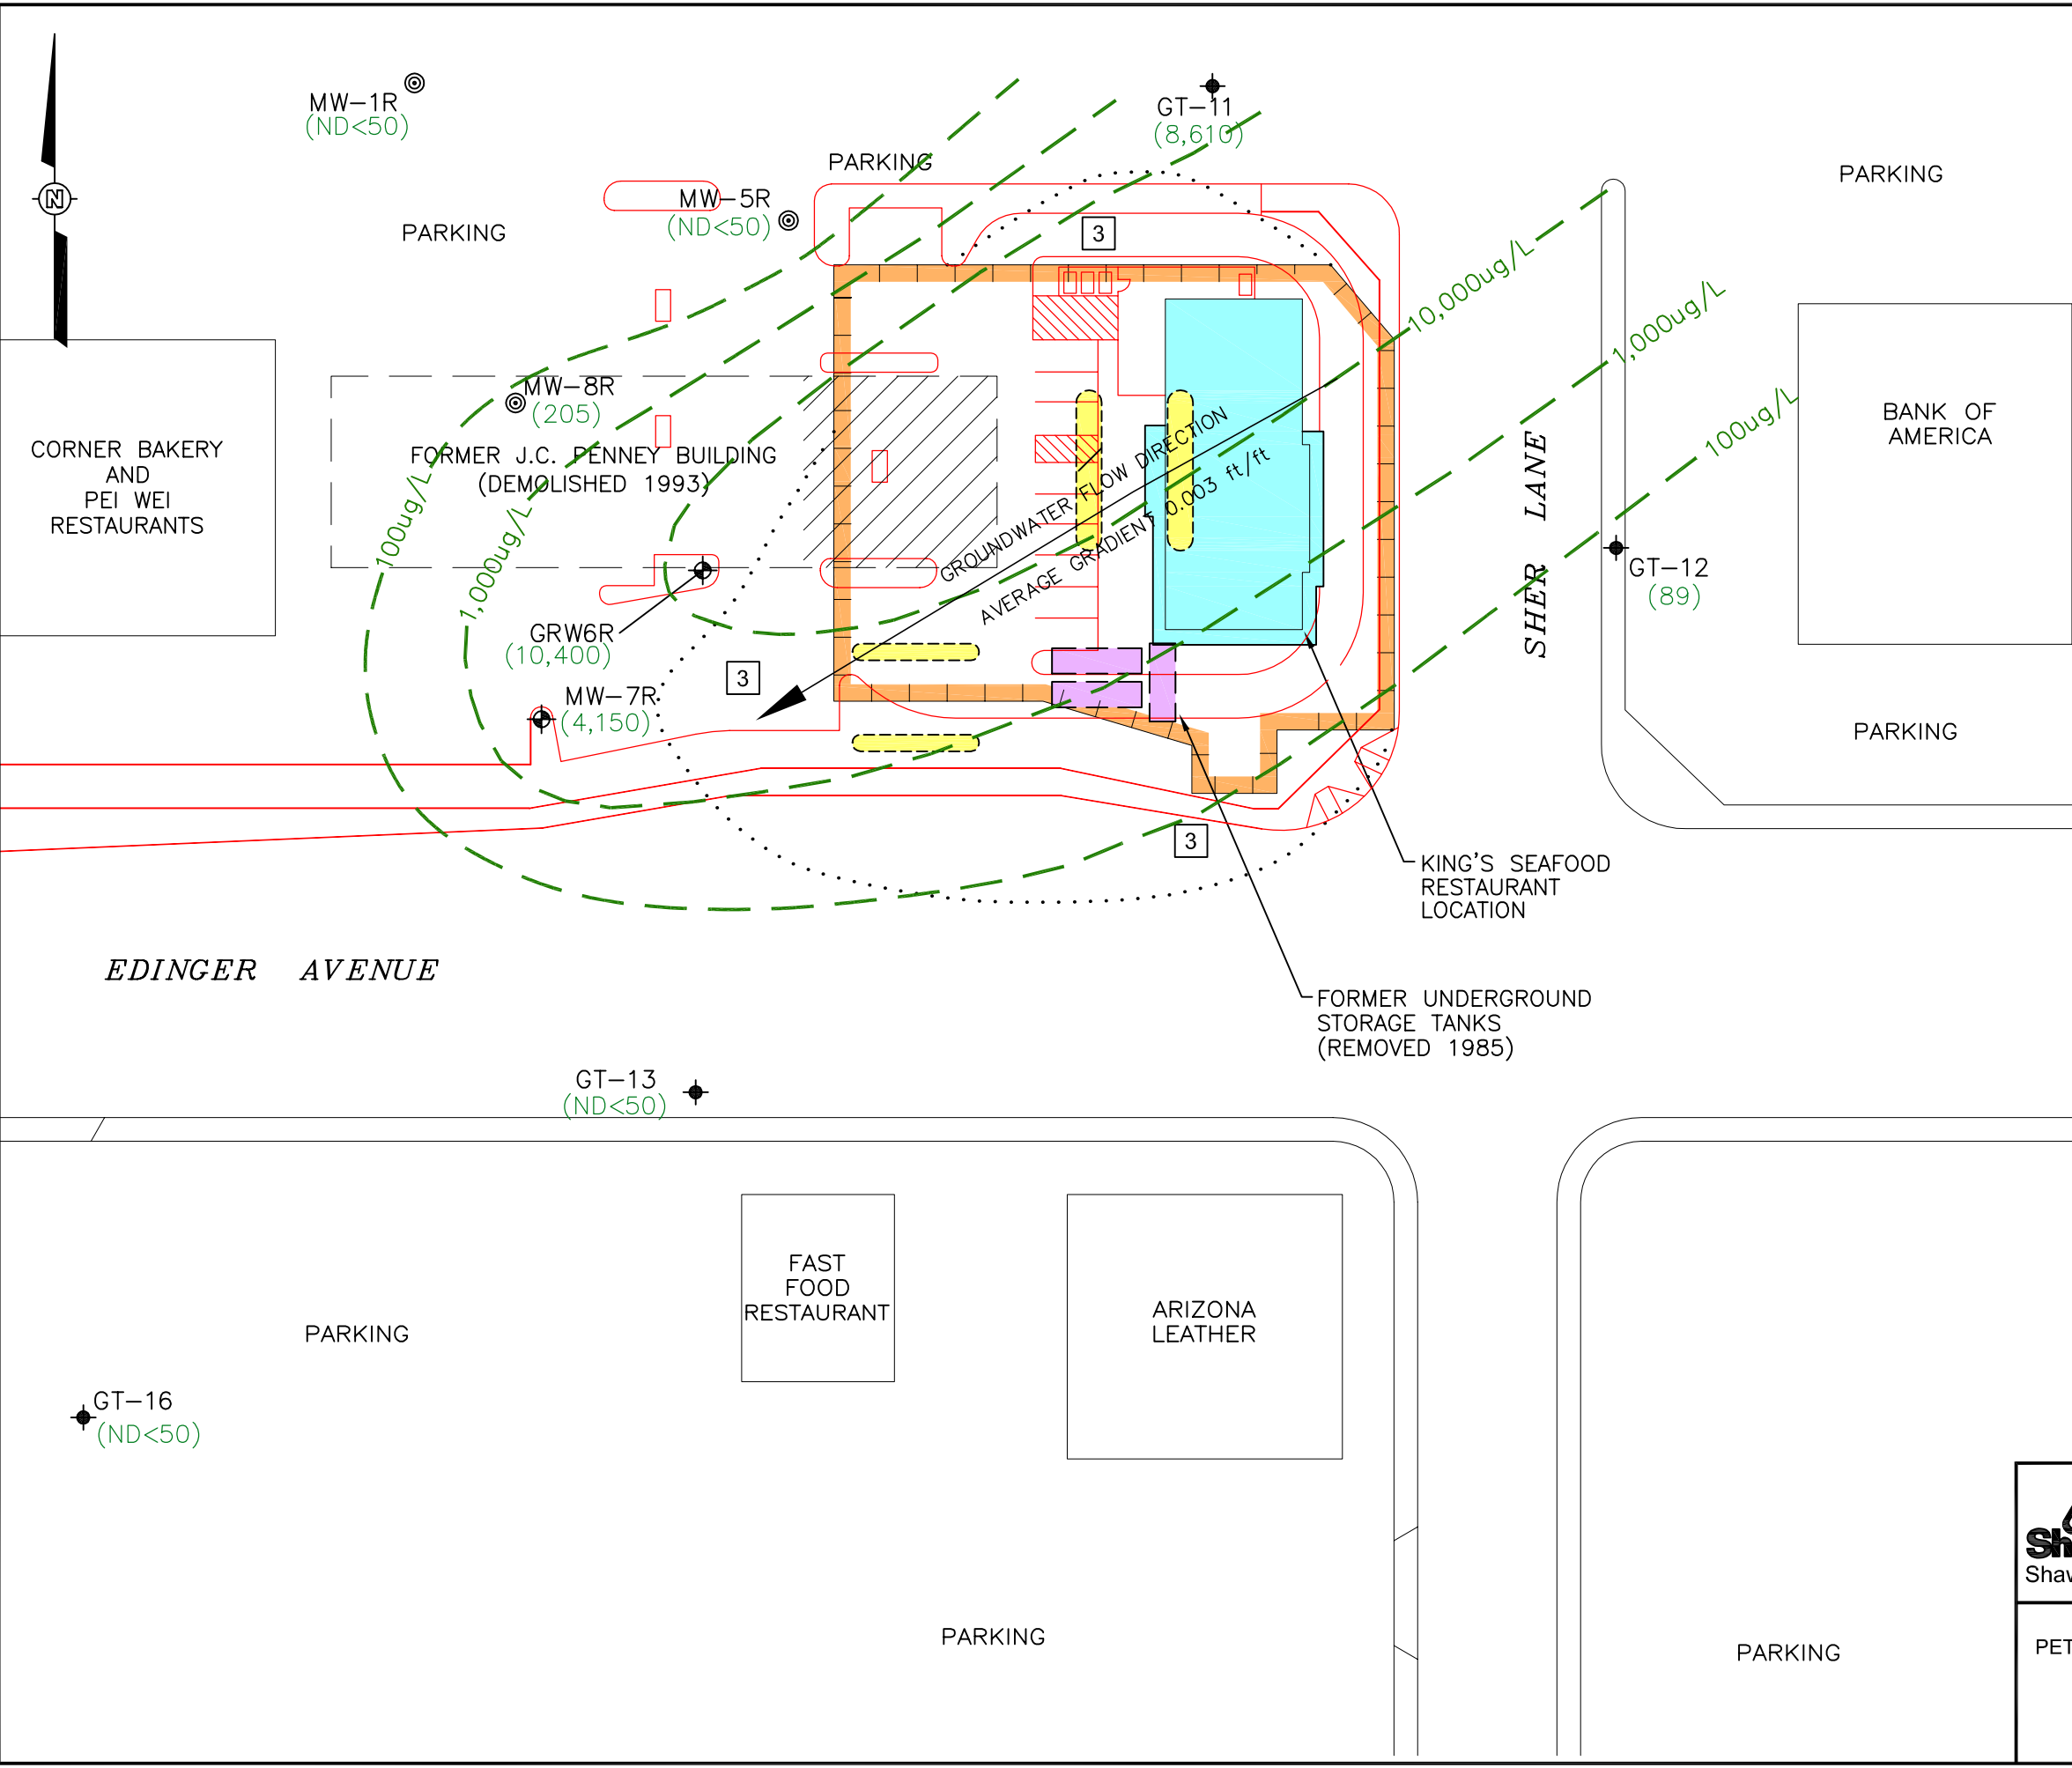 MW-1R
(ND<50)
GT-11
(8,610)
PARKING
PARKING
MW-5R
(ND<50)
PARKING
3
N
10,000ug/L
1,000ug/L
100ug/L
MW-8R
(205)
FORMER J.C. PENNEY BUILDING
(DEMOLISHED 1993)
CORNER BAKERY
AND
PEI WEI
RESTAURANTS
BANK OF
AMERICA
GROUNDWATER FLOW DIRECTION
AVERAGE GRADIENT 0.003 ft/ft
SHER LANE
100ug/L
1,000ug/L
GT-12
(89)
GRW6R
(10,400)
3
MW-7R
(4,150)
PARKING
3
KING'S SEAFOOD
RESTAURANT
LOCATION
EDINGER AVENUE
FORMER UNDERGROUND
STORAGE TANKS
(REMOVED 1985)
GT-13
(ND<50)
FAST
FOOD
RESTAURANT
ARIZONA
LEATHER
PARKING
GT-16
(ND<50)
PARKING
PARKING
Sh
Shaw
PET